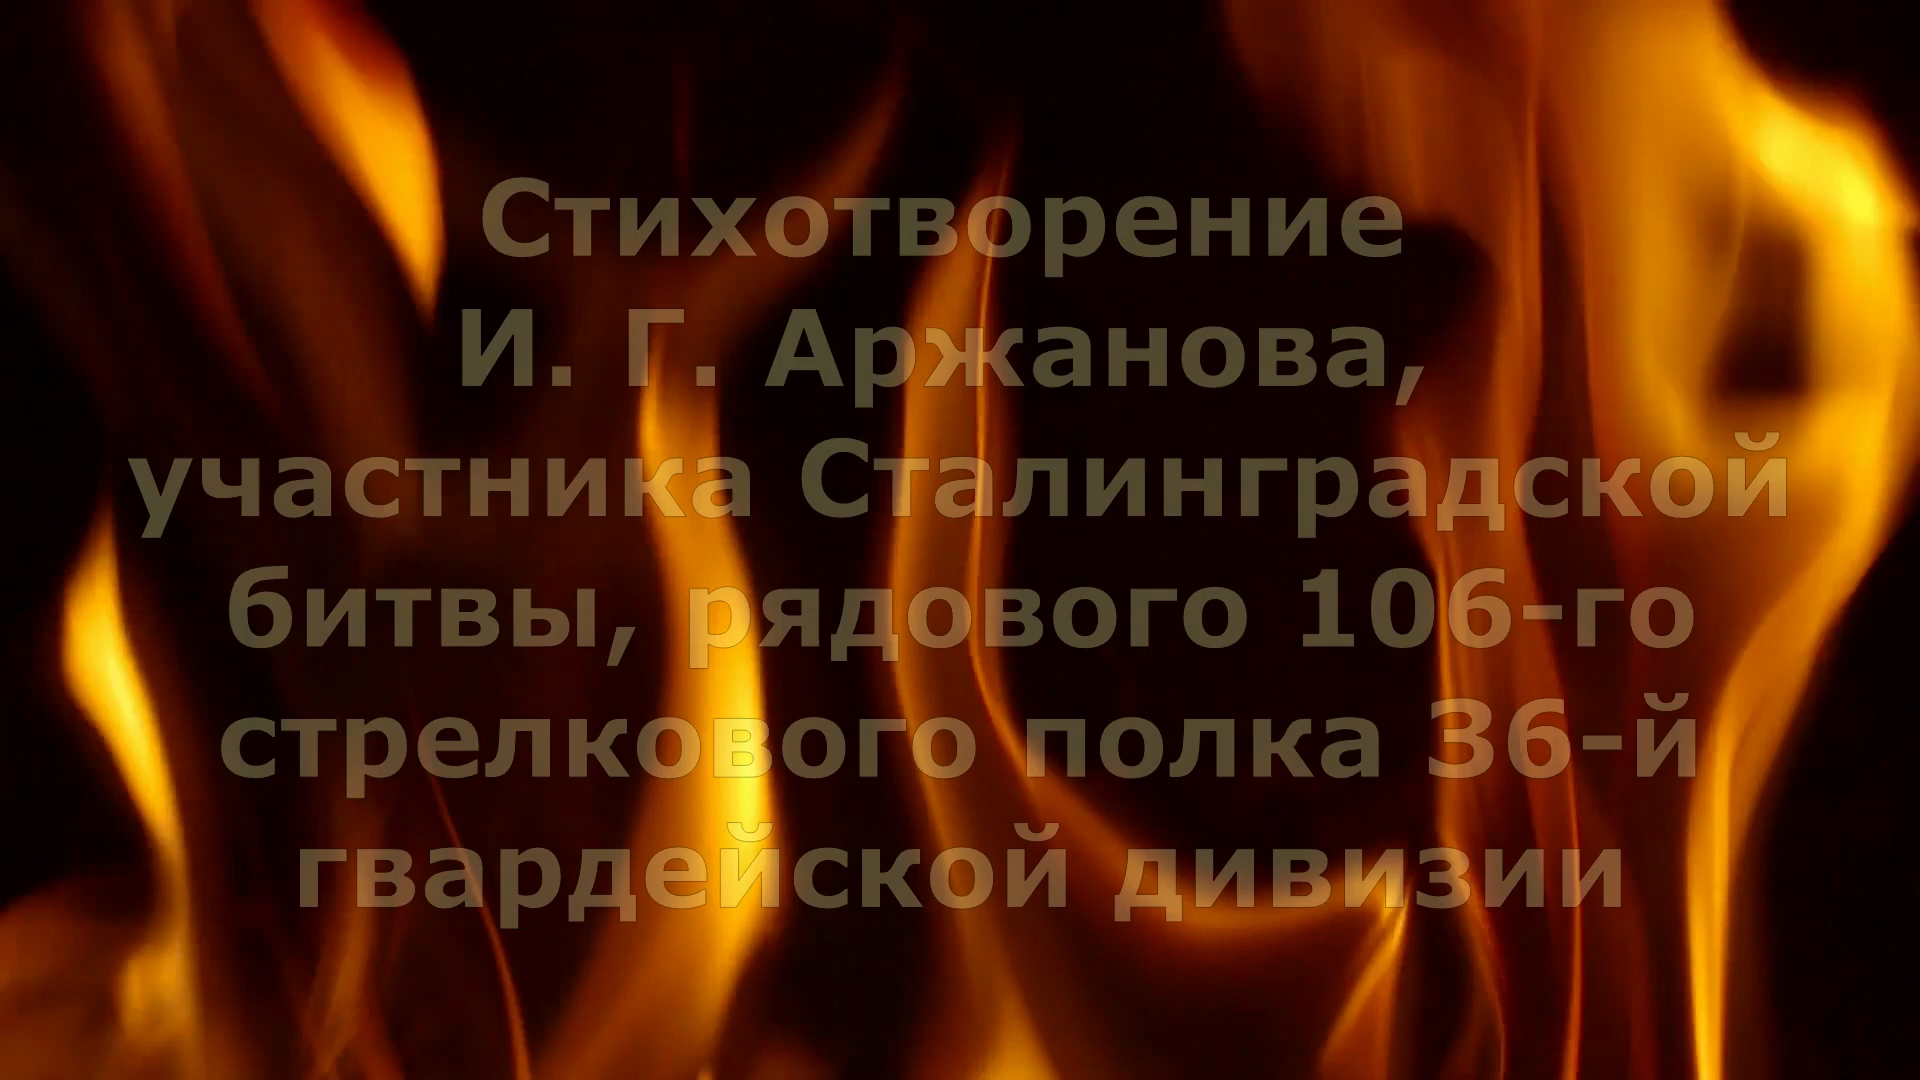 Стихотворение
И. Г. Аржанова,
участника Сталинградской
битвы, рядового 106-го
стрелкового полка 36-й
гвардейской дивизии